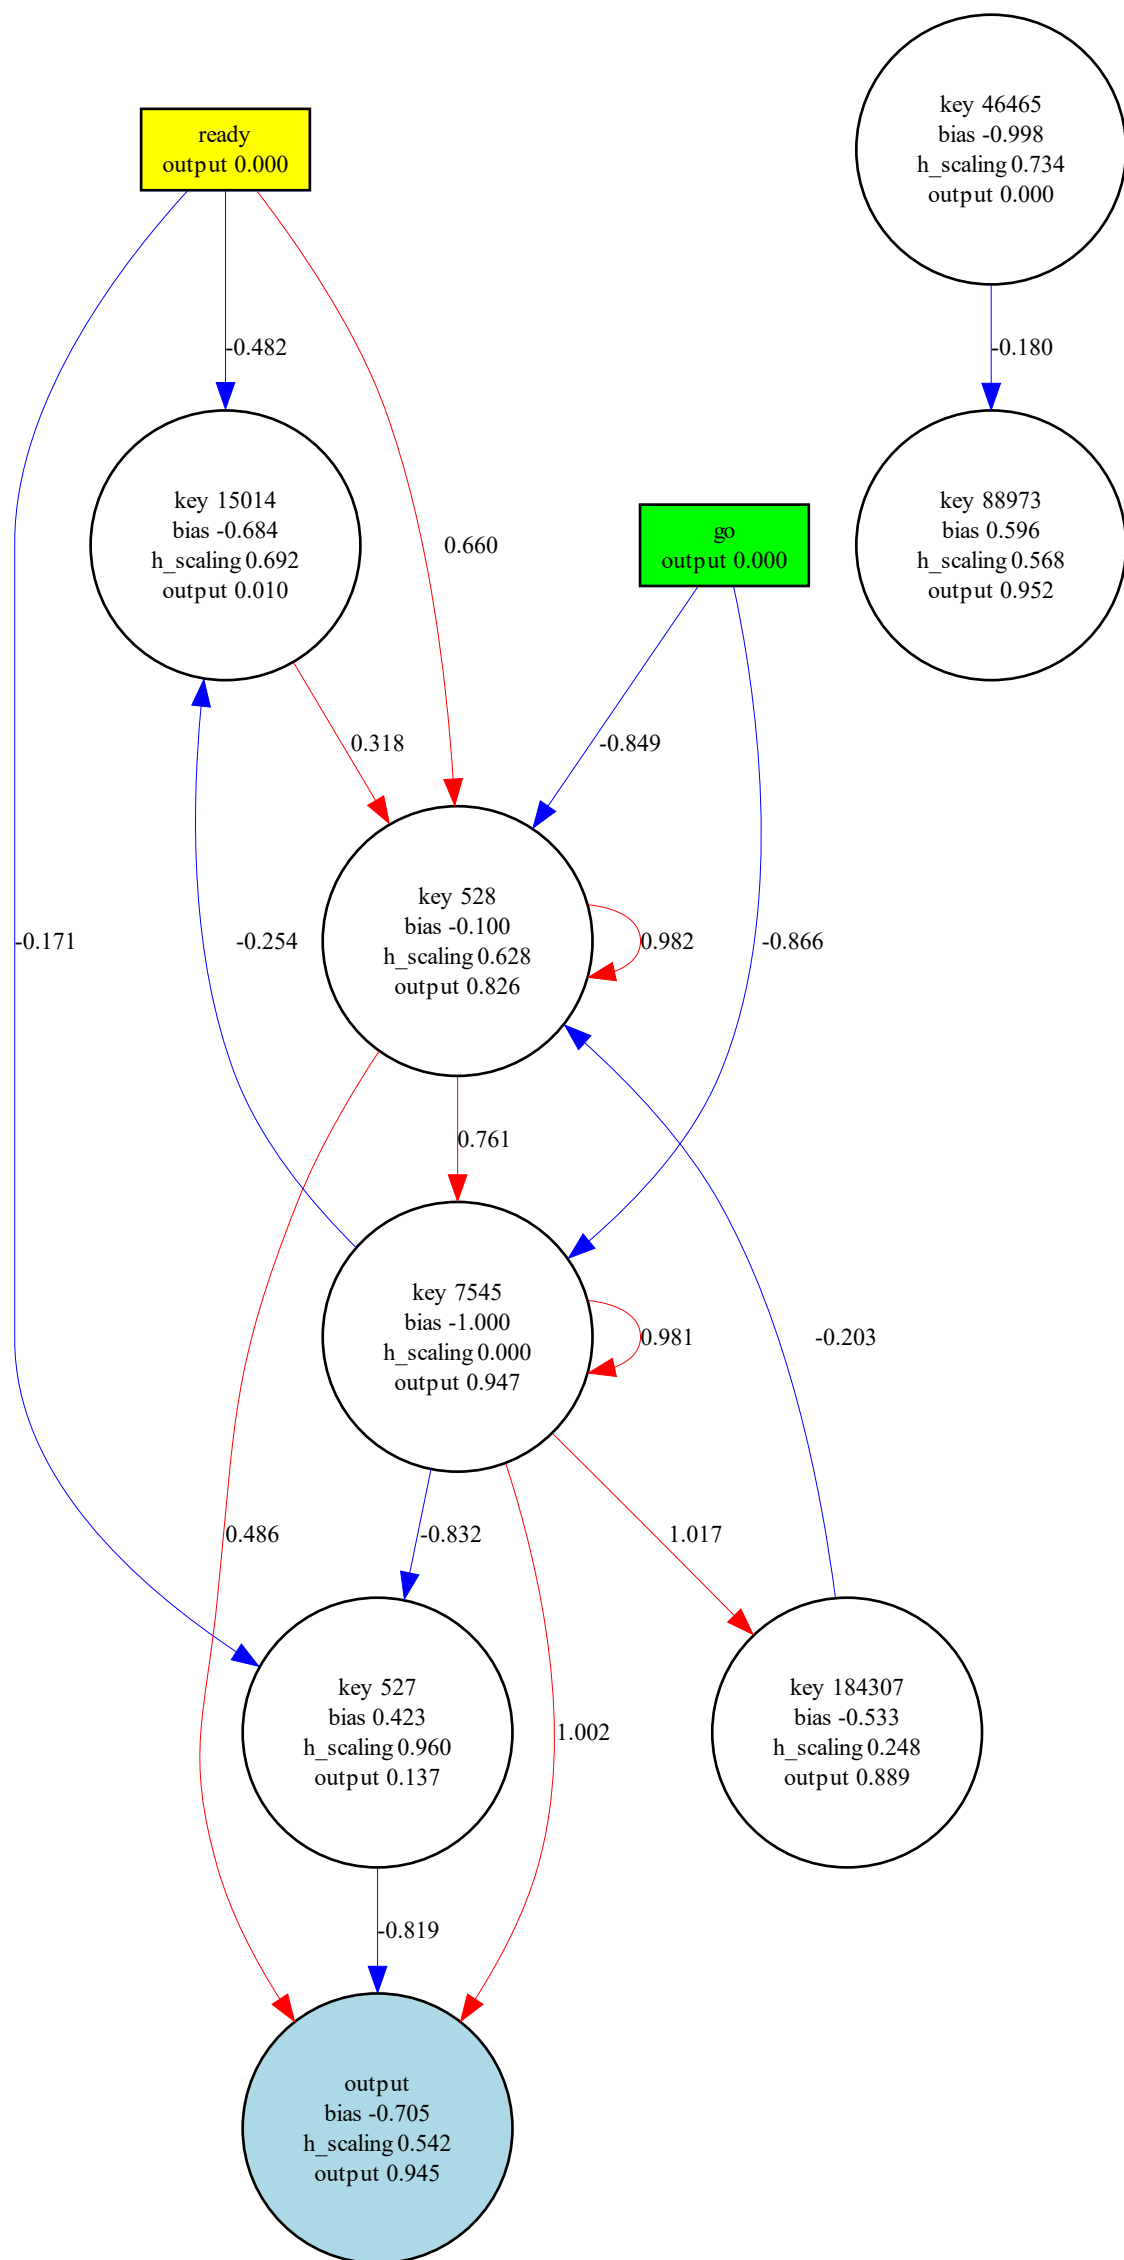 key 46465
bias -0.998
h_scaling 0.734
output 0.000
ready
output 0.000
-0.482
-0.180
key 15014
bias -0.684
h_scaling 0.692
output 0.010
0.660
go
output 0.000
key 88973
bias 0.596
h_scaling 0.568
output 0.952
0.318
-0.849
-0.171
-0.254
key 528
bias -0.100
h_scaling 0.628
output 0.826
0.982
-0.866
0.761
key 7545
bias -1.000
h_scaling 0.000
output 0.947
0.981
-0.203
0.486
-0.832
1.017
key 527
bias 0.423
h_scaling 0.960
output 0.137
1.002
key 184307
bias -0.533
h_scaling 0.248
output 0.889
-0.819
output
bias -0.705
h_scaling 0.542
output 0.945